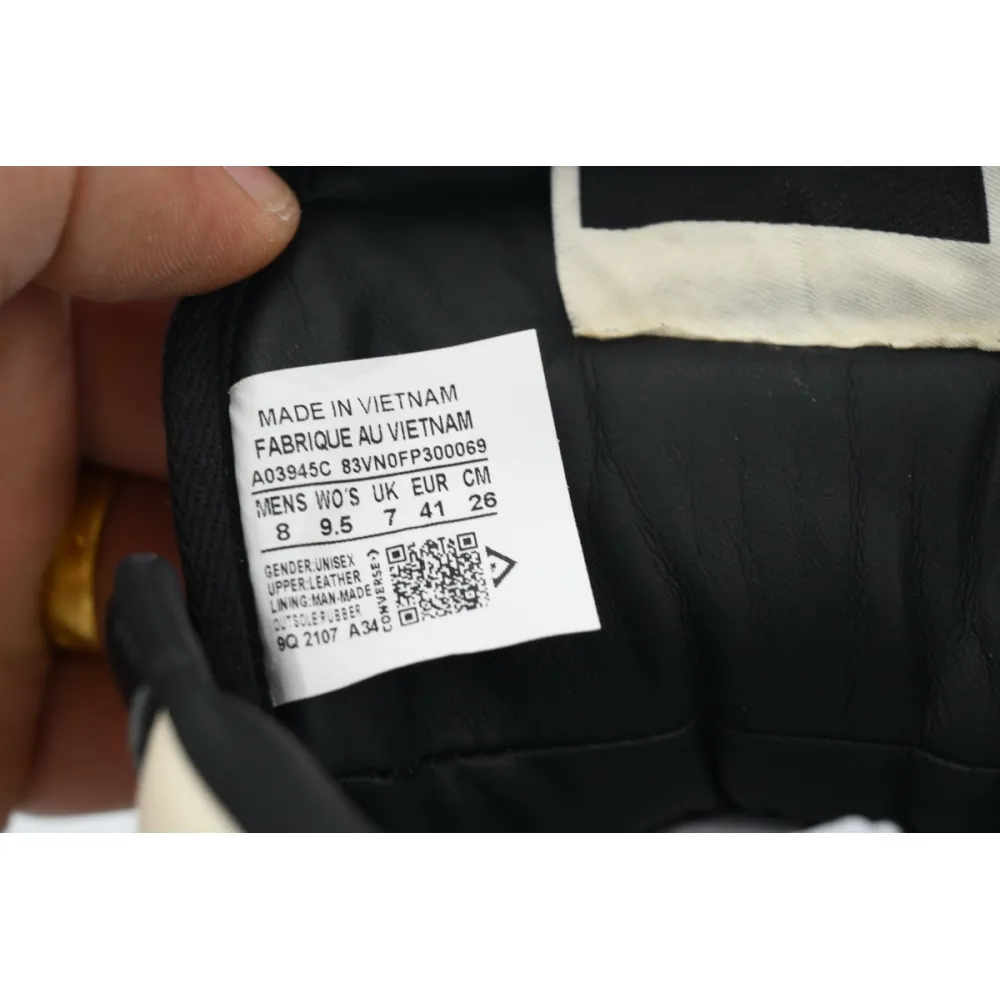 MADE IN VIETNAM
FABRIQUE AU VIETNAM
A03945C 83VN0FP300069
MENS WO'S UK EUR CM
8 9.5 7 41 26
GENDER:UNISEX
UPPER:LEATHER
LINING:MAN-MADE
OUTSOLE:RUBBER
9Q 2107 A34
CONVERSE